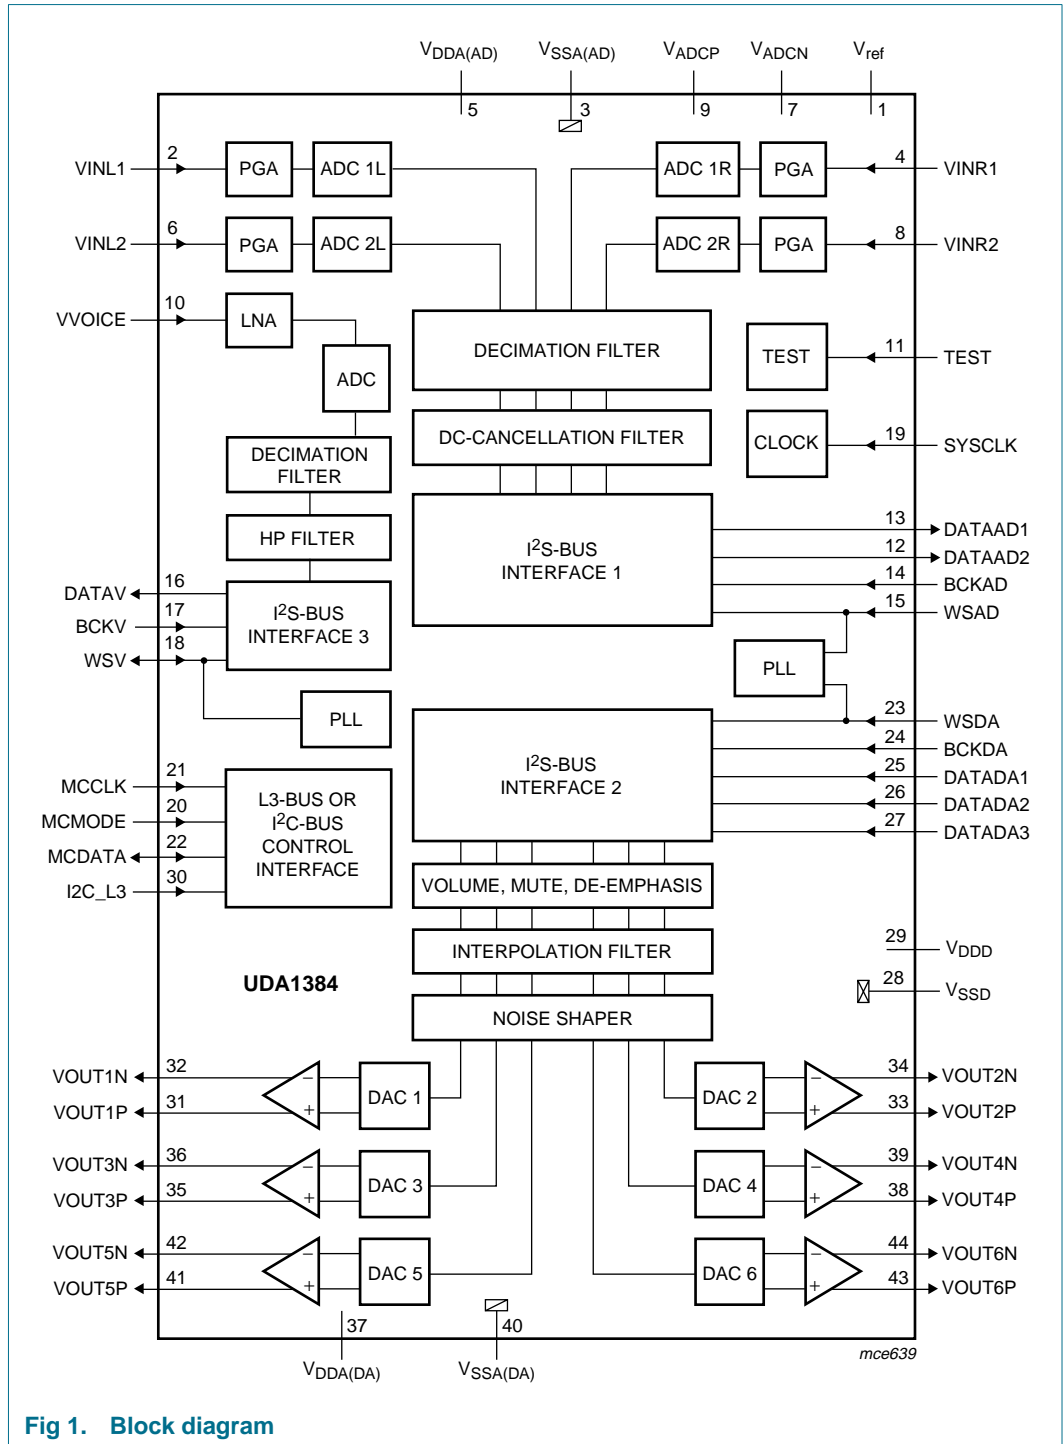 VDDA(AD) VSSA(AD) VADCP VADCN Vref
5 3 9 7 1
VINL1 2 PGA ADC 1L ADC 1R PGA 4 VINR1
VINL2 6 PGA ADC 2L ADC 2R PGA 8 VINR2
VVOICE 10 LNA
DECIMATION FILTER
TEST 11 TEST
ADC
DC-CANCELLATION FILTER
CLOCK 19 SYSCLK
DECIMATION
FILTER
HP FILTER
I2S-BUS
INTERFACE 1
13 DATAAD1
12 DATAAD2
14 BCKAD
15 WSAD
DATAV 16
BCKV 17
WSV 18
I2S-BUS
INTERFACE 3
PLL
PLL
I2S-BUS
INTERFACE 2
23 WSDA
24 BCKDA
25 DATADA1
26 DATADA2
27 DATADA3
MCCLK 21
MCMODE 20
MCDATA 22
I2C_L3 30
L3-BUS OR
I2C-BUS
CONTROL
INTERFACE
VOLUME, MUTE, DE-EMPHASIS
INTERPOLATION FILTER
29 VDDD
UDA1384
28 VSSD
NOISE SHAPER
VOUT1N 32 − DAC 1 DAC 2 − 34 VOUT2N
VOUT1P 31 + + 33 VOUT2P
VOUT3N 36 − DAC 3 DAC 4 − 39 VOUT4N
VOUT3P 35 + + 38 VOUT4P
VOUT5N 42 − DAC 5 DAC 6 − 44 VOUT6N
VOUT5P 41 + + 43 VOUT6P
37 40
VDDA(DA) VSSA(DA)
mce639
Fig 1. Block diagram